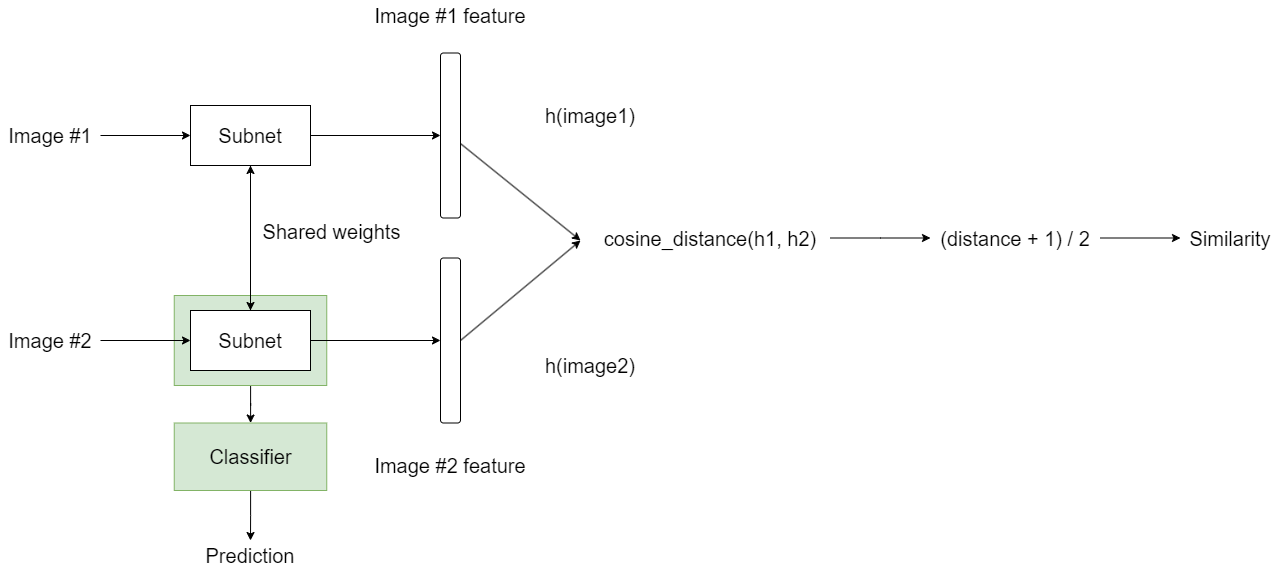 Image #1 feature
h(image1)
Image #1
Subnet
Shared weights
cosine_distance(h1, h2)
(distance + 1) / 2
Similarity
Image #2
Subnet
h(image2)
Classifier
Image #2 feature
Prediction